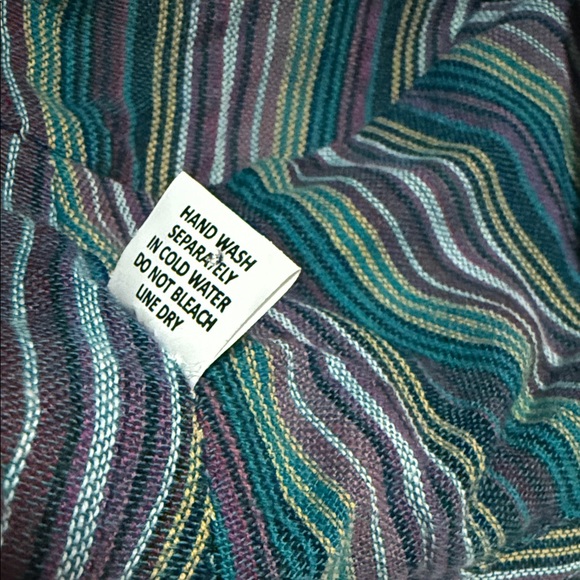 HAND WASH
SEPARATELY
IN COLD WATER
DO NOT BLEACH
LINE DRY